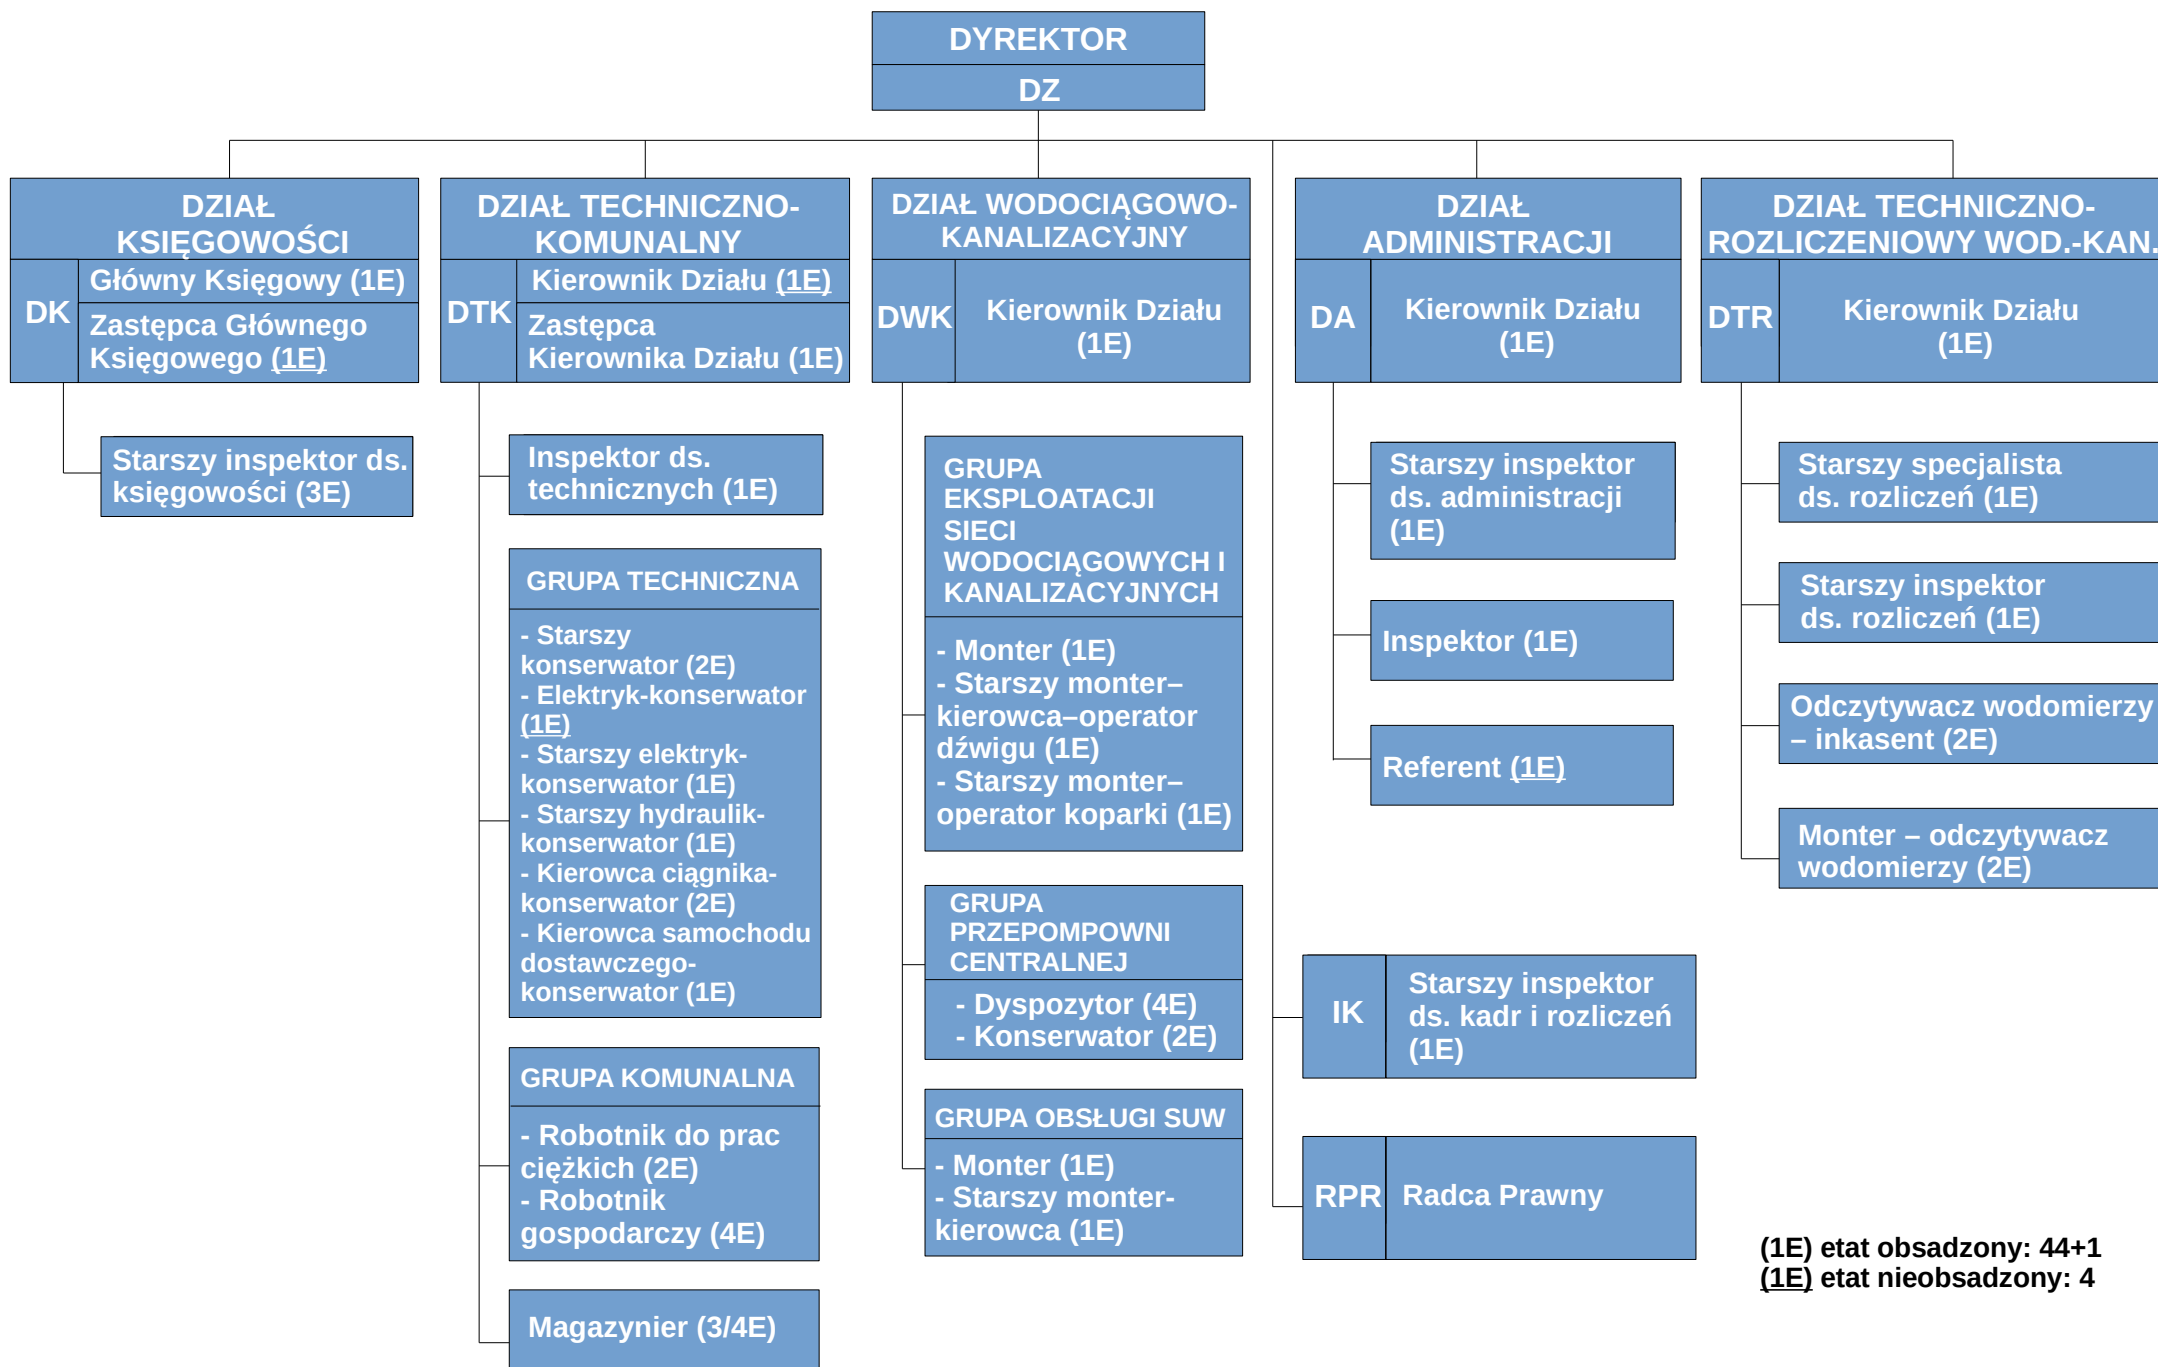 DYREKTOR
DZ
DZIAŁ
KSIĘGOWOŚCI
DK
Główny Księgowy (1E)
Zastępca Głównego
Księgowego (1E)
Starszy inspektor ds.
księgowości (3E)
DZIAŁ TECHNICZNO-
KOMUNALNY
DTK
Kierownik Działu (1E)
Zastępca
Kierownika Działu (1E)
Inspektor ds.
technicznych (1E)
GRUPA TECHNICZNA
- Starszy
konserwator (2E)
- Elektryk-konserwator
(1E)
- Starszy elektryk-
konserwator (1E)
- Starszy hydraulik-
konserwator (1E)
- Kierowca ciągnika-
konserwator (2E)
- Kierowca samochodu
dostawczego-
konserwator (1E)
GRUPA KOMUNALNA
- Robotnik do prac
ciężkich (2E)
- Robotnik
gospodarczy (4E)
Magazynier (3/4E)
DZIAŁ WODOCIĄGOWO-
KANALIZACYJNY
DWK
Kierownik Działu
(1E)
GRUPA
EKSPLOATACJI
SIECI
WODOCIĄGOWYCH I
KANALIZACYJNYCH
- Monter (1E)
- Starszy monter–
kierowca–operator
dźwigu (1E)
- Starszy monter–
operator koparki (1E)
GRUPA
PRZEPOMPOWNI
CENTRALNEJ
- Dyspozytor (4E)
- Konserwator (2E)
GRUPA OBSŁUGI SUW
- Monter (1E)
- Starszy monter-
kierowca (1E)
DZIAŁ
ADMINISTRACJI
DA
Kierownik Działu
(1E)
Starszy inspektor
ds. administracji
(1E)
Inspektor (1E)
Referent (1E)
IK
Starszy inspektor
ds. kadr i rozliczeń
(1E)
RPR
Radca Prawny
DZIAŁ TECHNICZNO-
ROZLICZENIOWY WOD.-KAN.
DTR
Kierownik Działu
(1E)
Starszy specjalista
ds. rozliczeń (1E)
Starszy inspektor
ds. rozliczeń (1E)
Odczytywacz wodomierzy
– inkasent (2E)
Monter – odczytywacz
wodomierzy (2E)
(1E) etat obsadzony: 44+1
(1E) etat nieobsadzony: 4